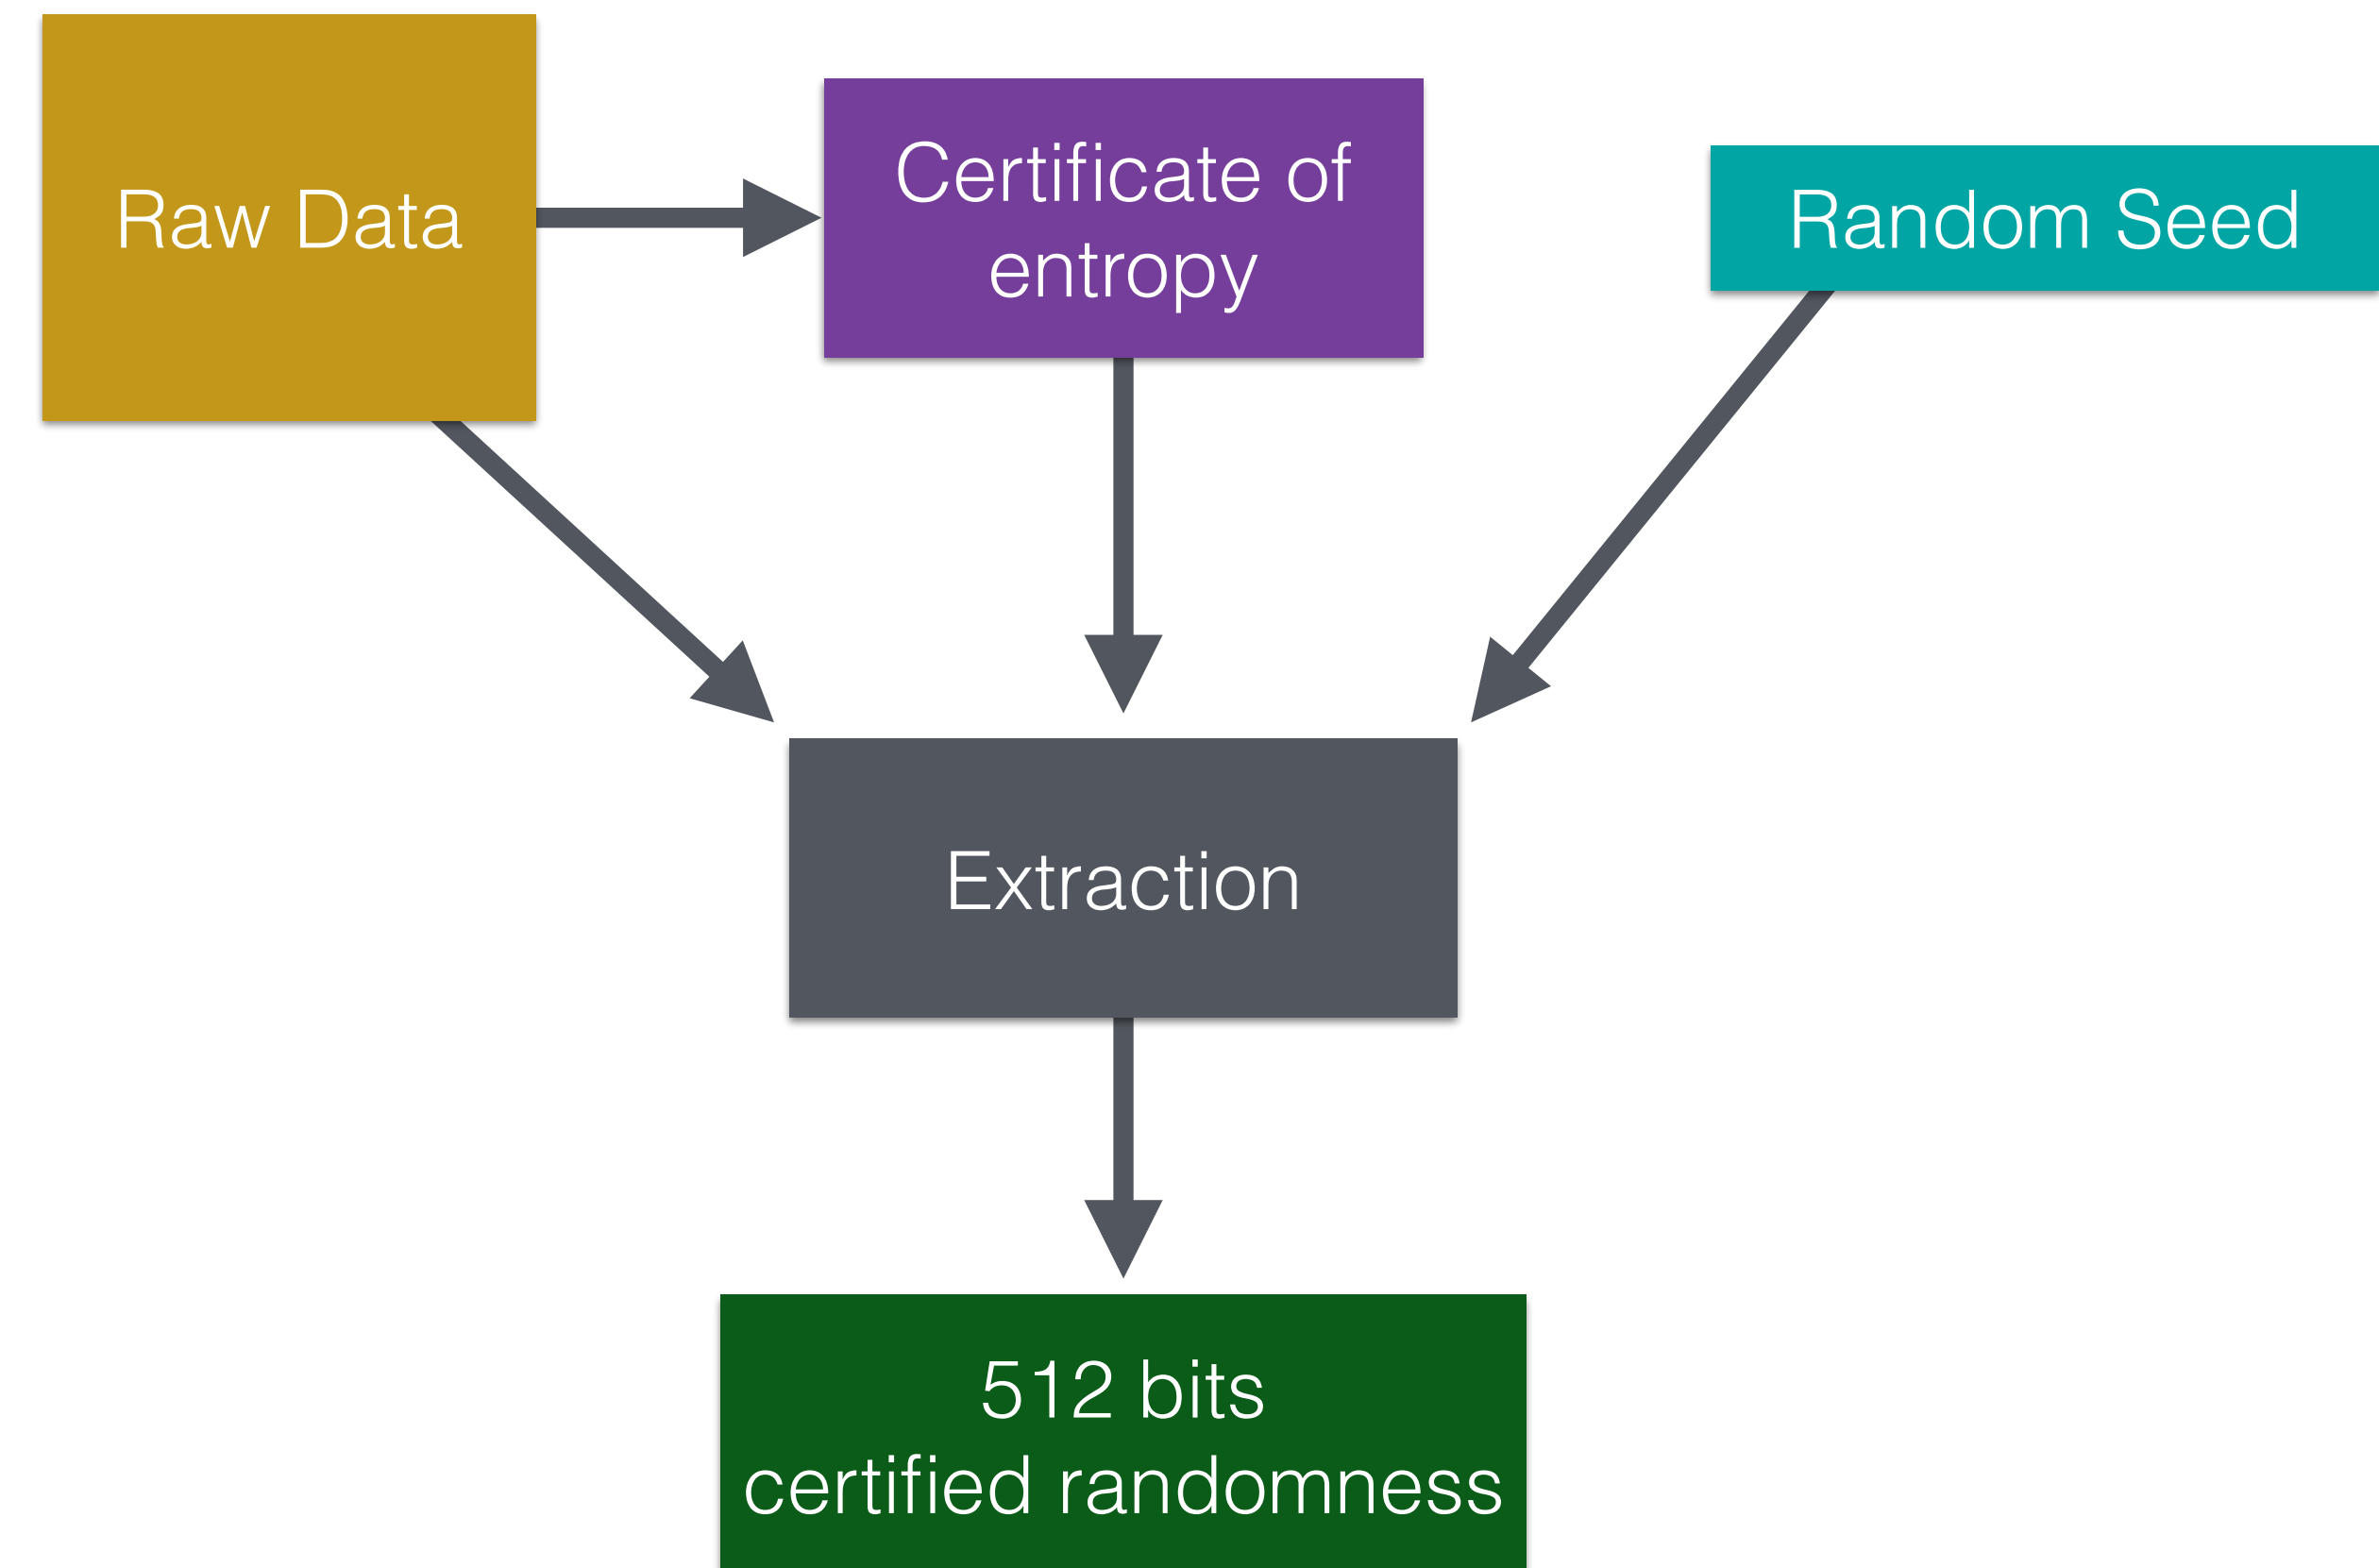 Raw Data
Certificate of
entropy
Random Seed
Extraction
512 bits
certified randomness